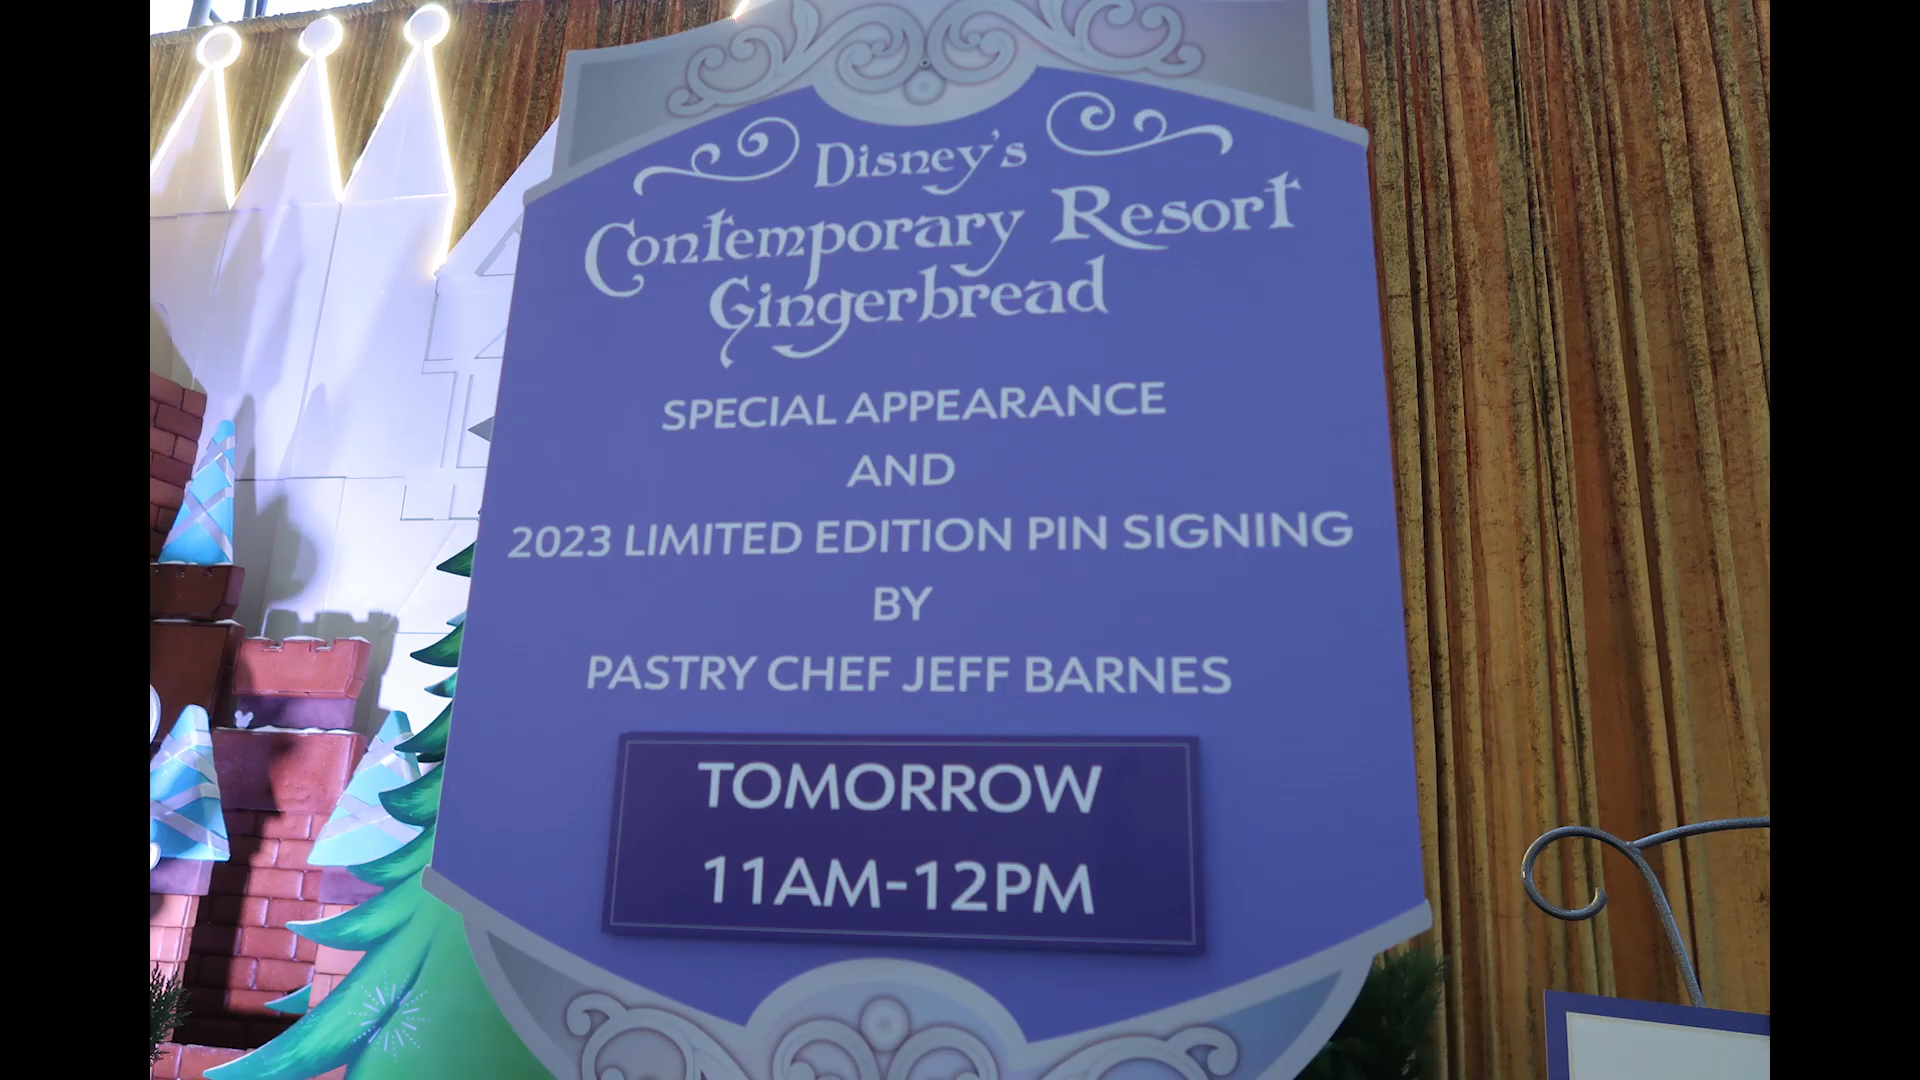 Disney's
Contemporary Resort
Gingerbread
SPECIAL APPEARANCE
AND
2023 LIMITED EDITION PIN SIGNING
BY
PASTRY CHEF JEFF BARNES
TOMORROW
11AM-12PM